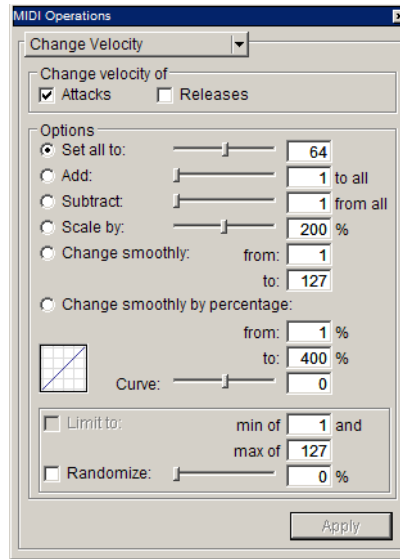 MIDI Operations
Change Velocity
Change velocity of
Attacks Releases
Options
Set all to: 64
Add: 1 to all
Subtract: 1 from all
Scale by: 200 %
Change smoothly: from: 1
to: 127
Change smoothly by percentage:
from: 1 %
to: 400 %
Curve: 0
Limit to: min of 1 and
max of 127
Randomize: 0 %
Apply